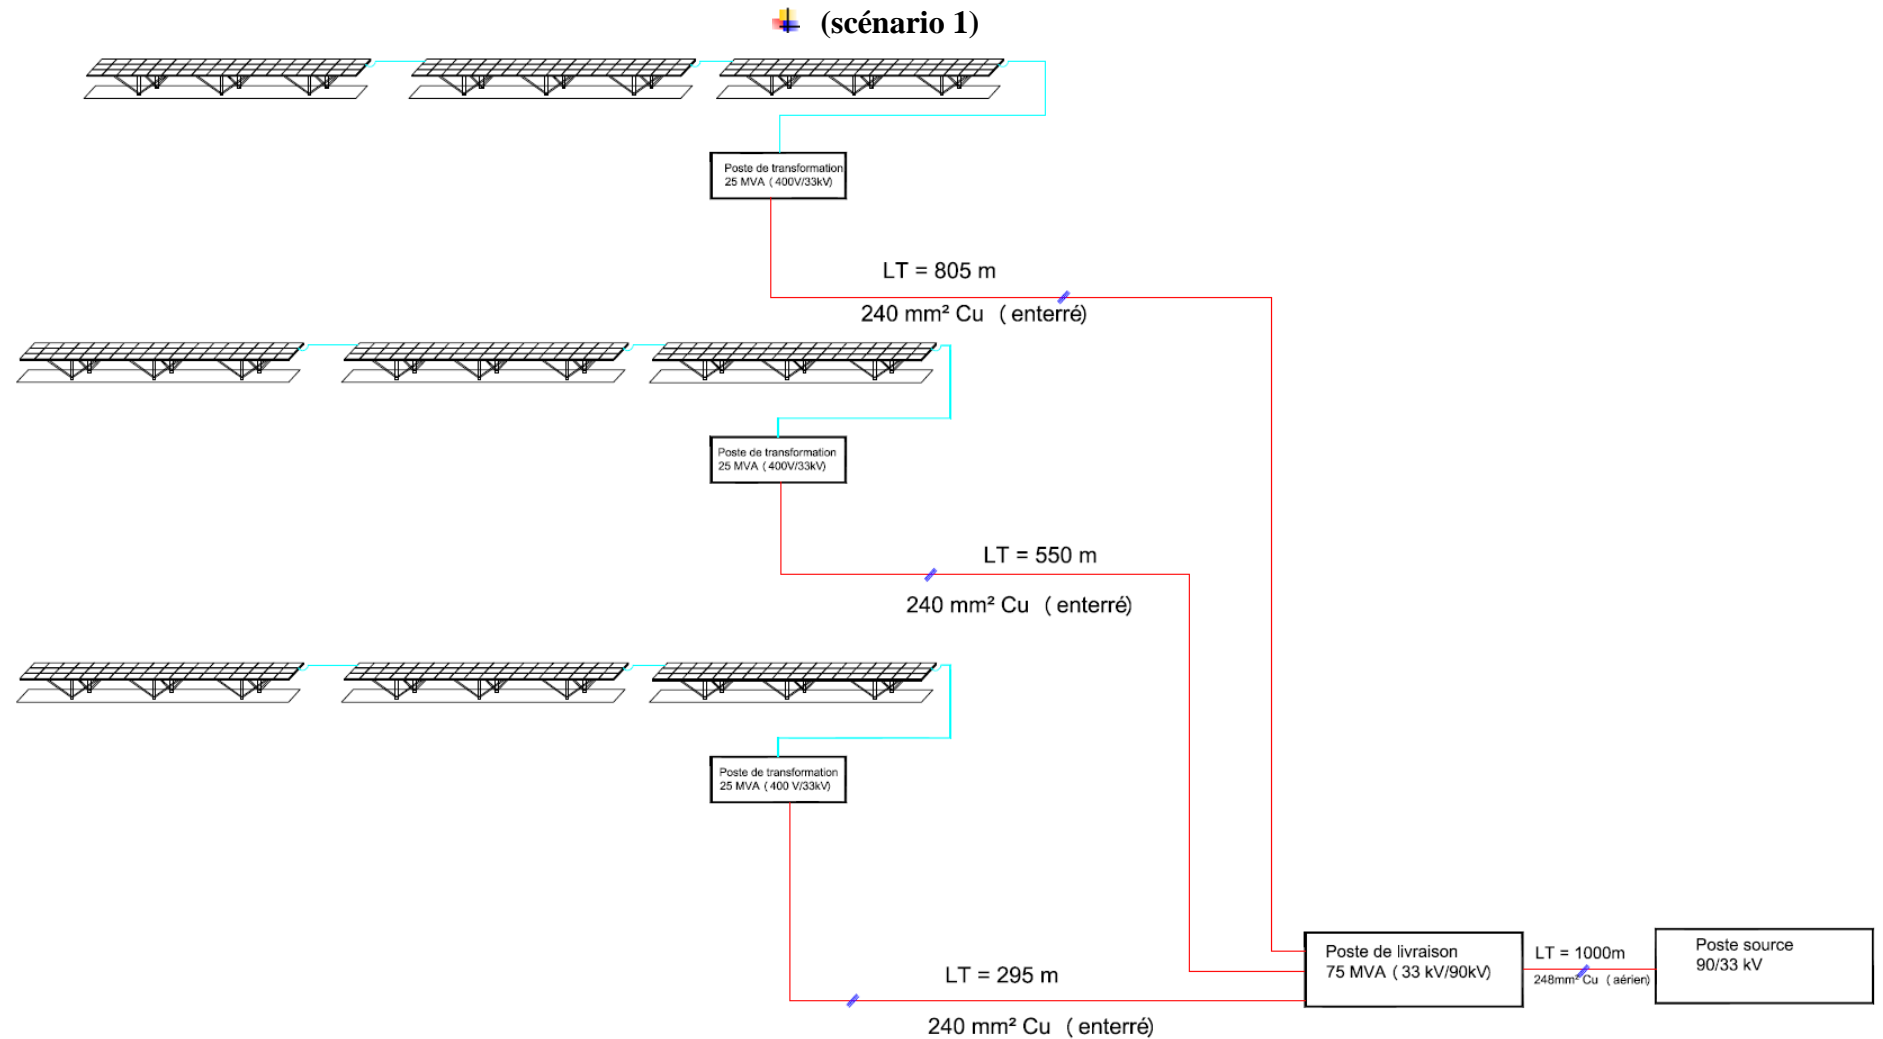 (scénario 1)
Poste de transformation
25 MVA ( 400V/33kV)
LT = 805 m
240 mm² Cu ( enterré)
Poste de transformation
25 MVA ( 400V/33kV)
LT = 550 m
240 mm² Cu ( enterré)
Poste de transformation
25 MVA ( 400 V/33kV)
LT = 295 m
240 mm² Cu ( enterré)
Poste de livraison
75 MVA ( 33 kV/90kV)
LT = 1000m
248mm² Cu ( aérien)
Poste source
90/33 kV